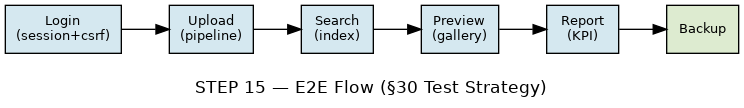 Login
(session+csrf)
Upload
(pipeline)
Search
(index)
Preview
(gallery)
Report
(KPI)
Backup
STEP 15 — E2E Flow (§30 Test Strategy)